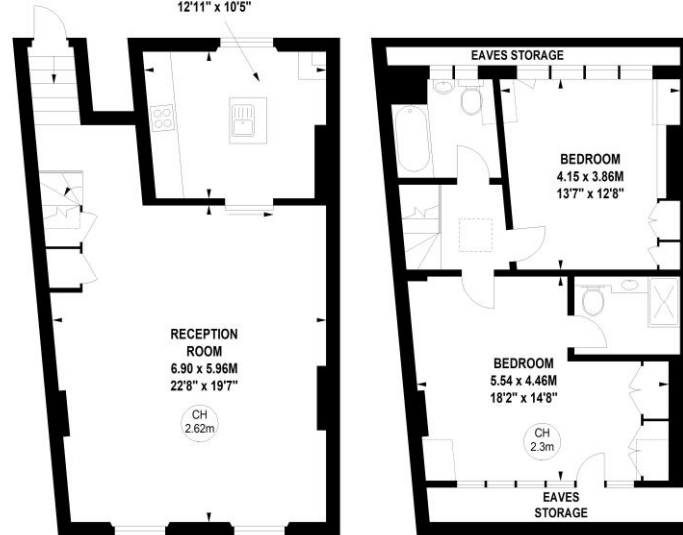 12'11" x 10'5"
RECEPTION
ROOM
6.90 x 5.96M
22'8" x 19'7"
CH
2.62m
EAVES STORAGE
BEDROOM
4.15 x 3.86M
13'7" x 12'8"
BEDROOM
5.54 x 4.46M
18'2" x 14'8"
CH
2.3m
EAVES
STORAGE